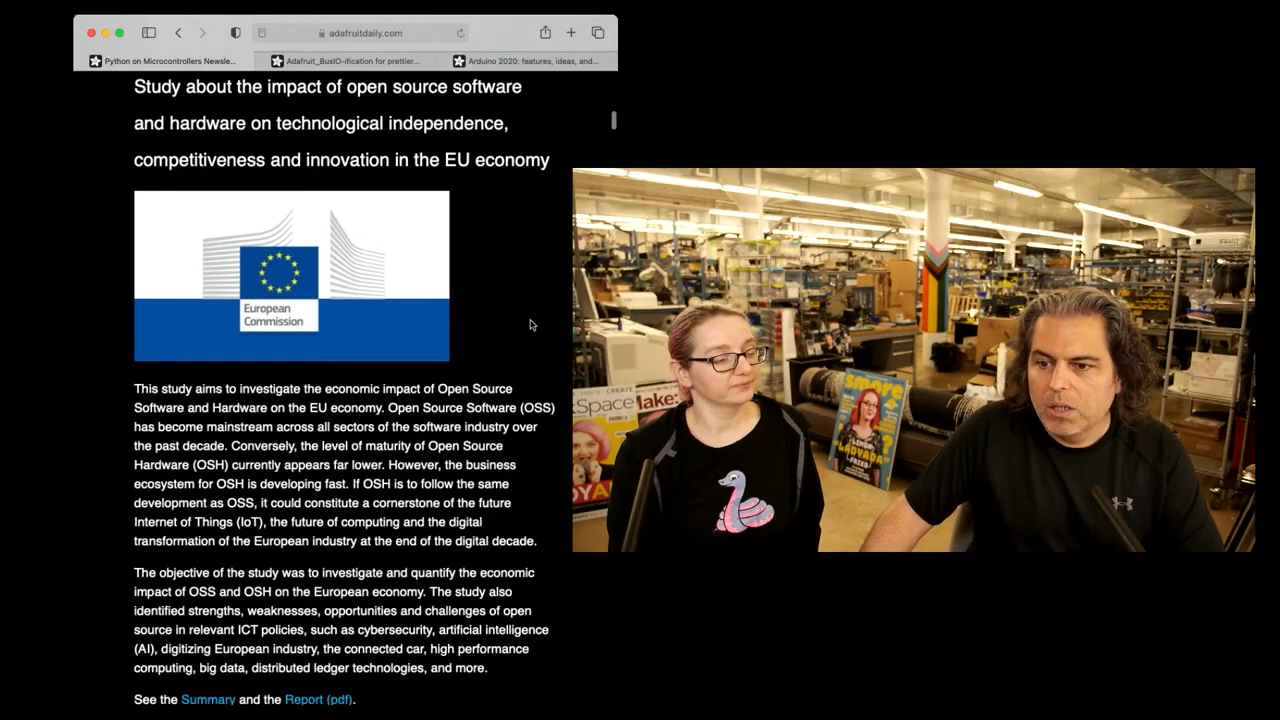 adafruitdaily.com
Python on Microcontrollers Newsle...
Adafruit_BusIO-ification for prettier...
Arduino 2020: features, ideas, and...
Study about the impact of open source software
and hardware on technological independence,
competitiveness and innovation in the EU economy
European
Commission
This study aims to investigate the economic impact of Open Source
Software and Hardware on the EU economy. Open Source Software (OSS)
has become mainstream across all sectors of the software industry over
the past decade. Conversely, the level of maturity of Open Source
Hardware (OSH) currently appears far lower. However, the business
ecosystem for OSH is developing fast. If OSH is to follow the same
development as OSS, it could constitute a cornerstone of the future
Internet of Things (IoT), the future of computing and the digital
transformation of the European industry at the end of the digital decade.
The objective of the study was to investigate and quantify the economic
impact of OSS and OSH on the European economy. The study also
identified strengths, weaknesses, opportunities and challenges of open
source in relevant ICT policies, such as cybersecurity, artificial intelligence
(AI), digitizing European industry, the connected car, high performance
computing, big data, distributed ledger technologies, and more.
See the Summary and the Report (pdf).
kSpace
Make:
LADYADA
FRIED